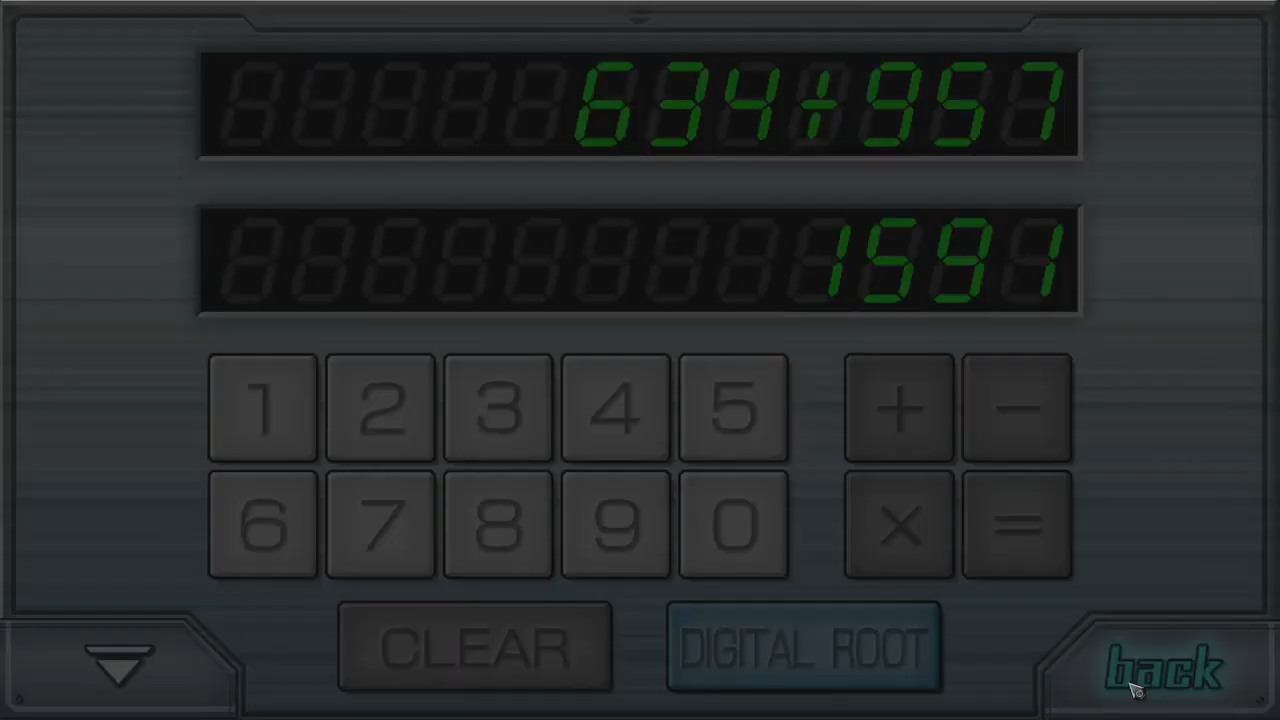 634+957
1591
1 2 3 4 5 + −
6 7 8 9 0 × =
CLEAR DIGITAL ROOT
back